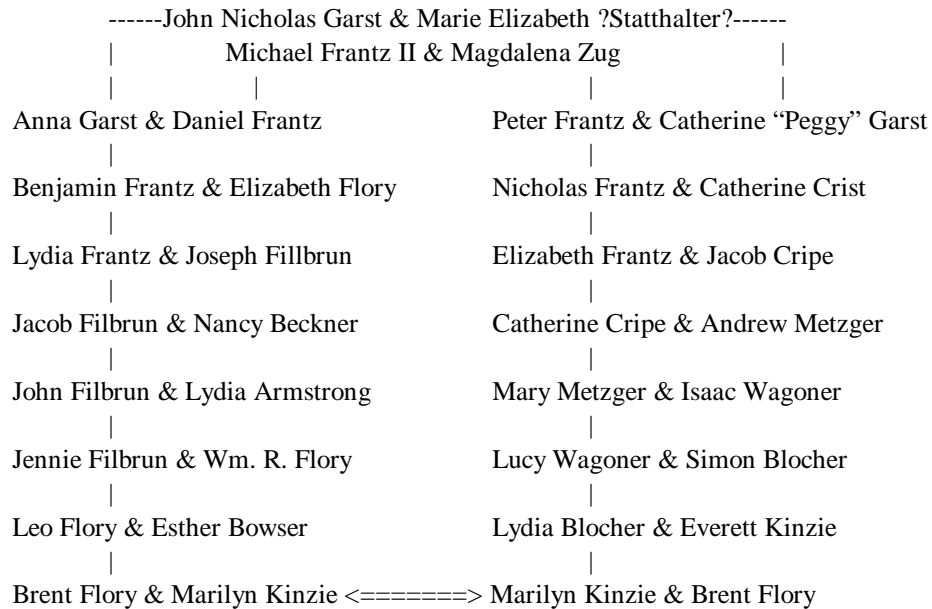 ------John Nicholas Garst & Marie Elizabeth ?Statthalter?------
| Michael Frantz II & Magdalena Zug |
| | | |
Anna Garst & Daniel Frantz Peter Frantz & Catherine “Peggy” Garst
| |
Benjamin Frantz & Elizabeth Flory Nicholas Frantz & Catherine Crist
| |
Lydia Frantz & Joseph Fillbrun Elizabeth Frantz & Jacob Cripe
| |
Jacob Filbrun & Nancy Beckner Catherine Cripe & Andrew Metzger
| |
John Filbrun & Lydia Armstrong Mary Metzger & Isaac Wagoner
| |
Jennie Filbrun & Wm. R. Flory Lucy Wagoner & Simon Blocher
| |
Leo Flory & Esther Bowser Lydia Blocher & Everett Kinzie
| |
Brent Flory & Marilyn Kinzie <=======> Marilyn Kinzie & Brent Flory